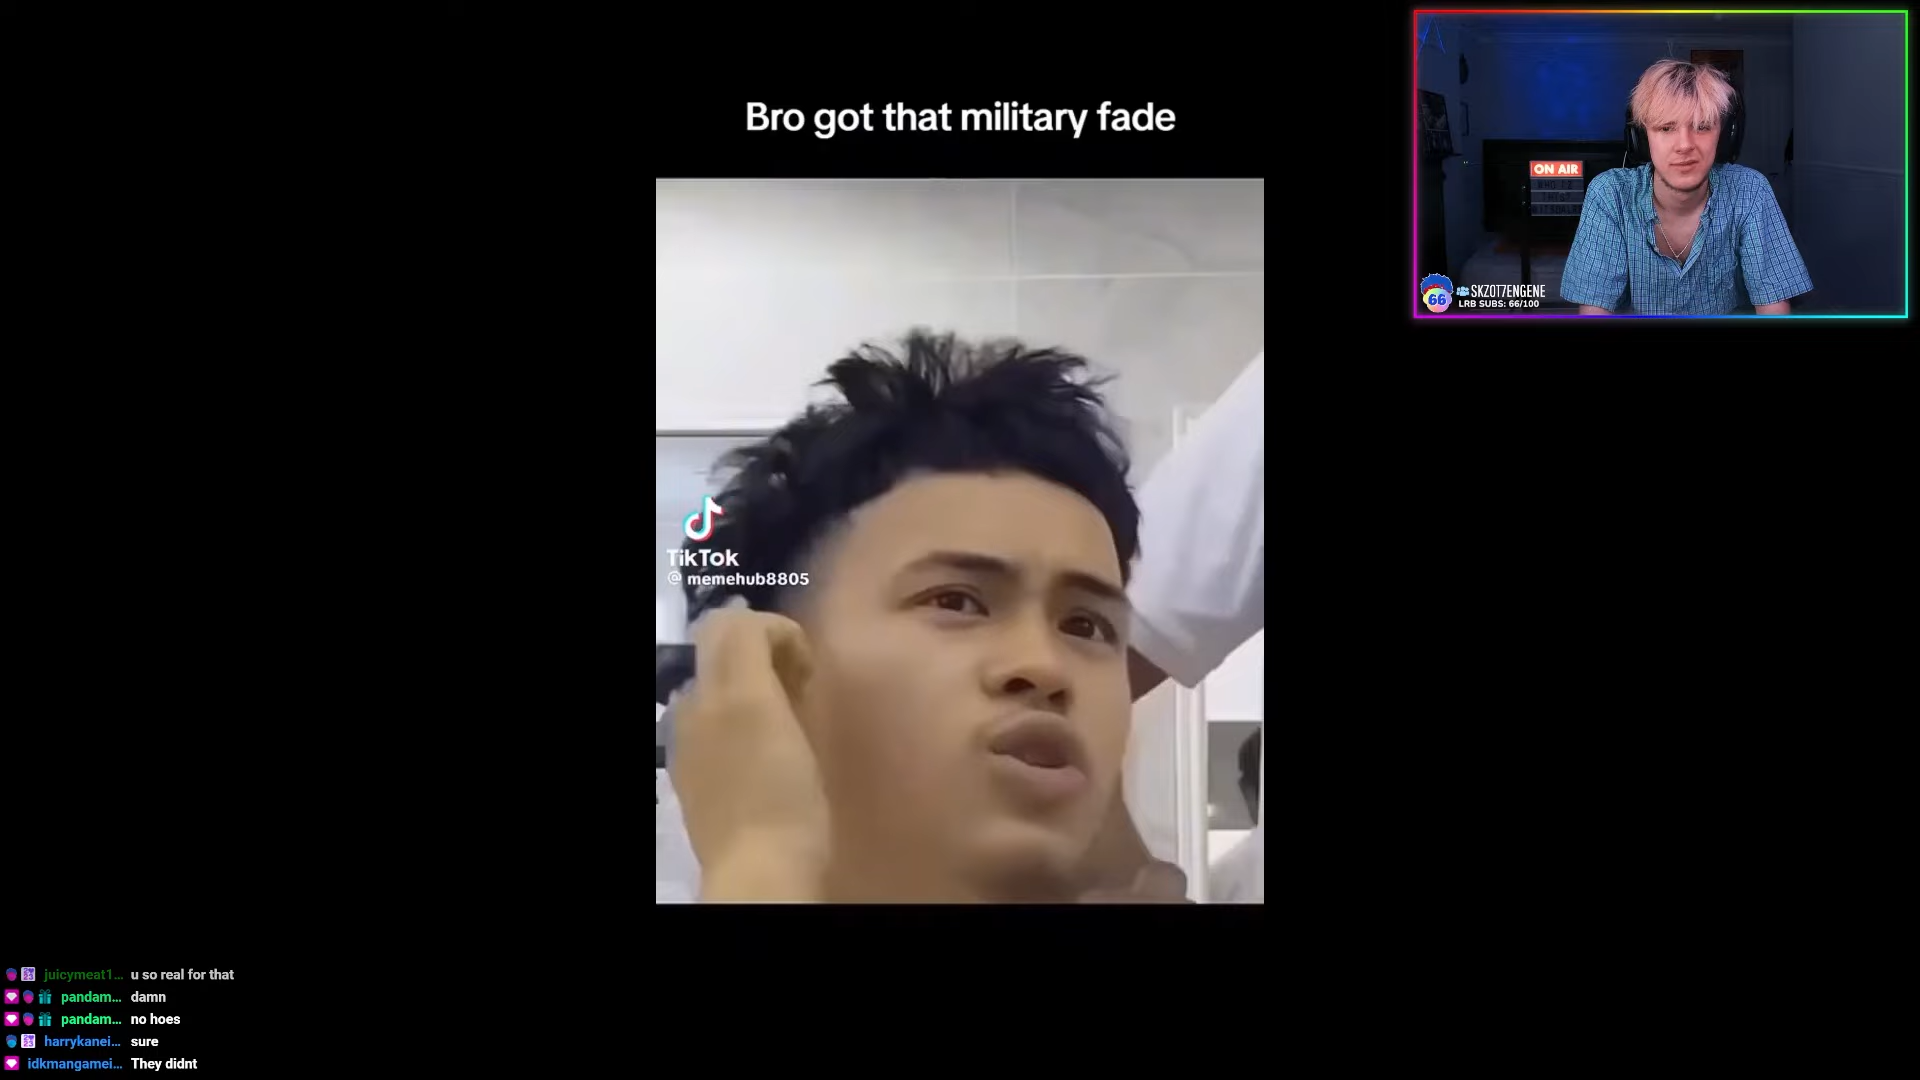 Bro got that military fade
ON AIR
66
SKZOT7ENGENE
LRB SUBS: 66/100
TikTok
@ memehub8805
juicymeat1... u so real for that
pandam... damn
pandam... no hoes
harrykanei... sure
idkmangamei... They didnt